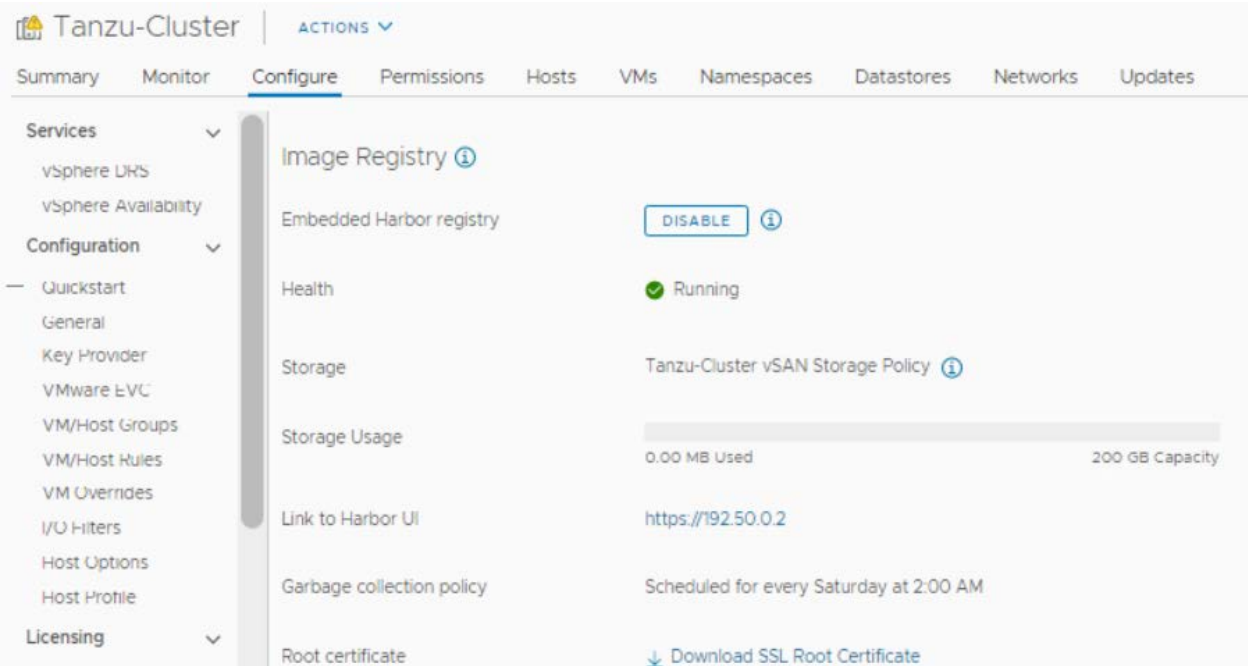 Tanzu-Cluster
ACTIONS
Summary Monitor Configure Permissions Hosts VMs Namespaces Datastores Networks Updates
Services
vSphere DRS
vSphere Availability
Configuration
Quickstart
General
Key Provider
VMware EVC
VM/Host Groups
VM/Host Rules
VM Overrides
I/O Filters
Host Options
Host Profile
Licensing
Image Registry
Embedded Harbor registry DISABLE
Health Running
Storage Tanzu-Cluster vSAN Storage Policy
Storage Usage
0.00 MB Used 200 GB Capacity
Link to Harbor UI https://192.50.0.2
Garbage collection policy Scheduled for every Saturday at 2:00 AM
Root certificate Download SSL Root Certificate